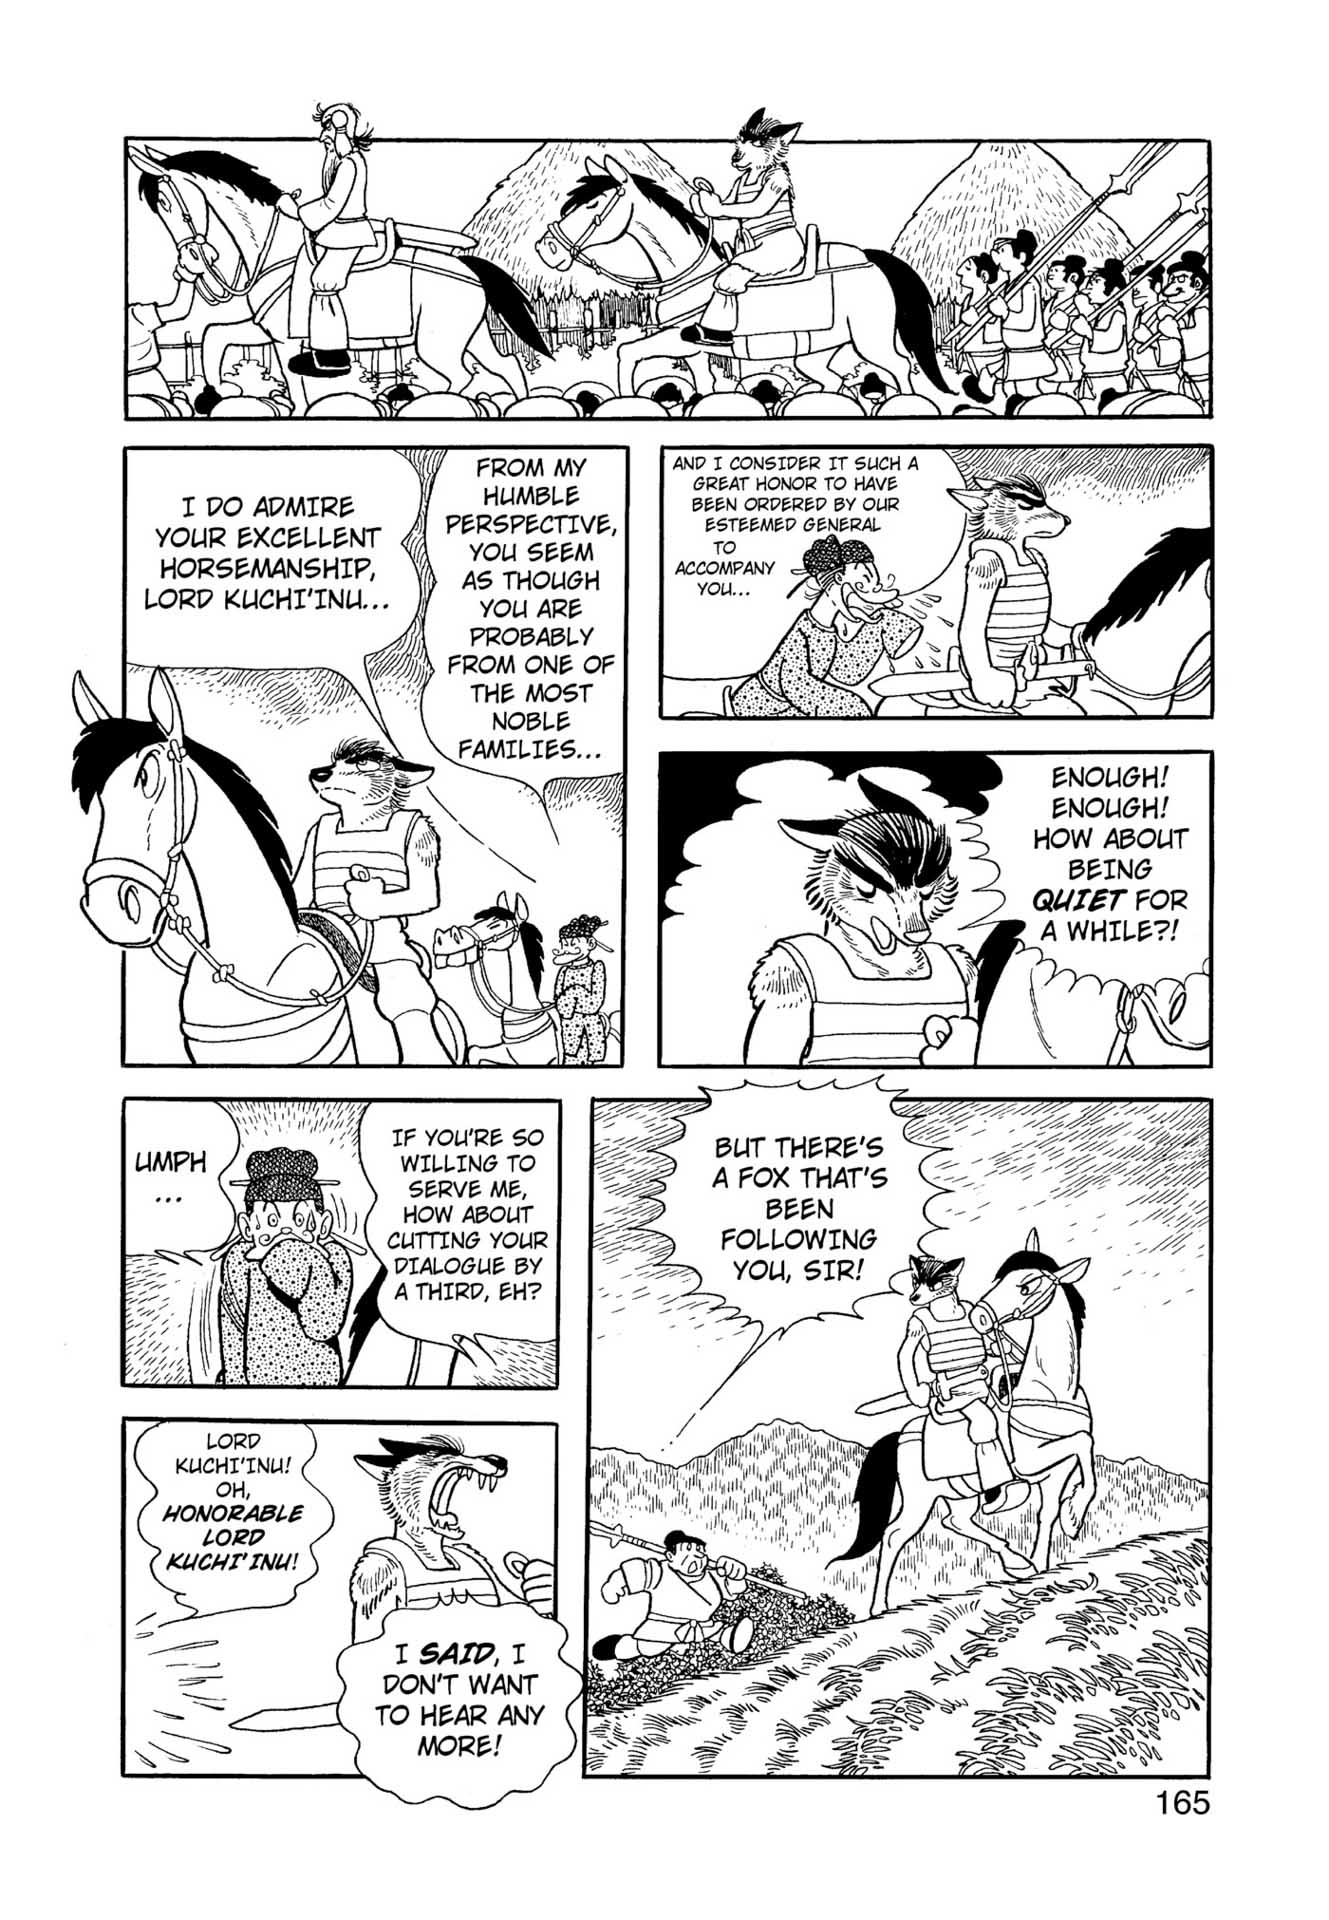 I DO ADMIRE
YOUR EXCELLENT
HORSEMANSHIP,
LORD KUCHI'INU...
FROM MY
HUMBLE
PERSPECTIVE,
YOU SEEM
AS THOUGH
YOU ARE
PROBABLY
FROM ONE OF
THE MOST
NOBLE
FAMILIES...
AND I CONSIDER IT SUCH A
GREAT HONOR TO HAVE
BEEN ORDERED BY OUR
ESTEEMED GENERAL
TO
ACCOMPANY
YOU...
ENOUGH!
ENOUGH!
HOW ABOUT
BEING
QUIET FOR
A WHILE?!
UMPH
...
IF YOU'RE SO
WILLING TO
SERVE ME,
HOW ABOUT
CUTTING YOUR
DIALOGUE BY
A THIRD, EH?
LORD
KUCHI'INU!
OH,
HONORABLE
LORD
KUCHI'INU!
I SAID, I
DON'T WANT
TO HEAR ANY
MORE!
BUT THERE'S
A FOX THAT'S
BEEN
FOLLOWING
YOU, SIR!
165